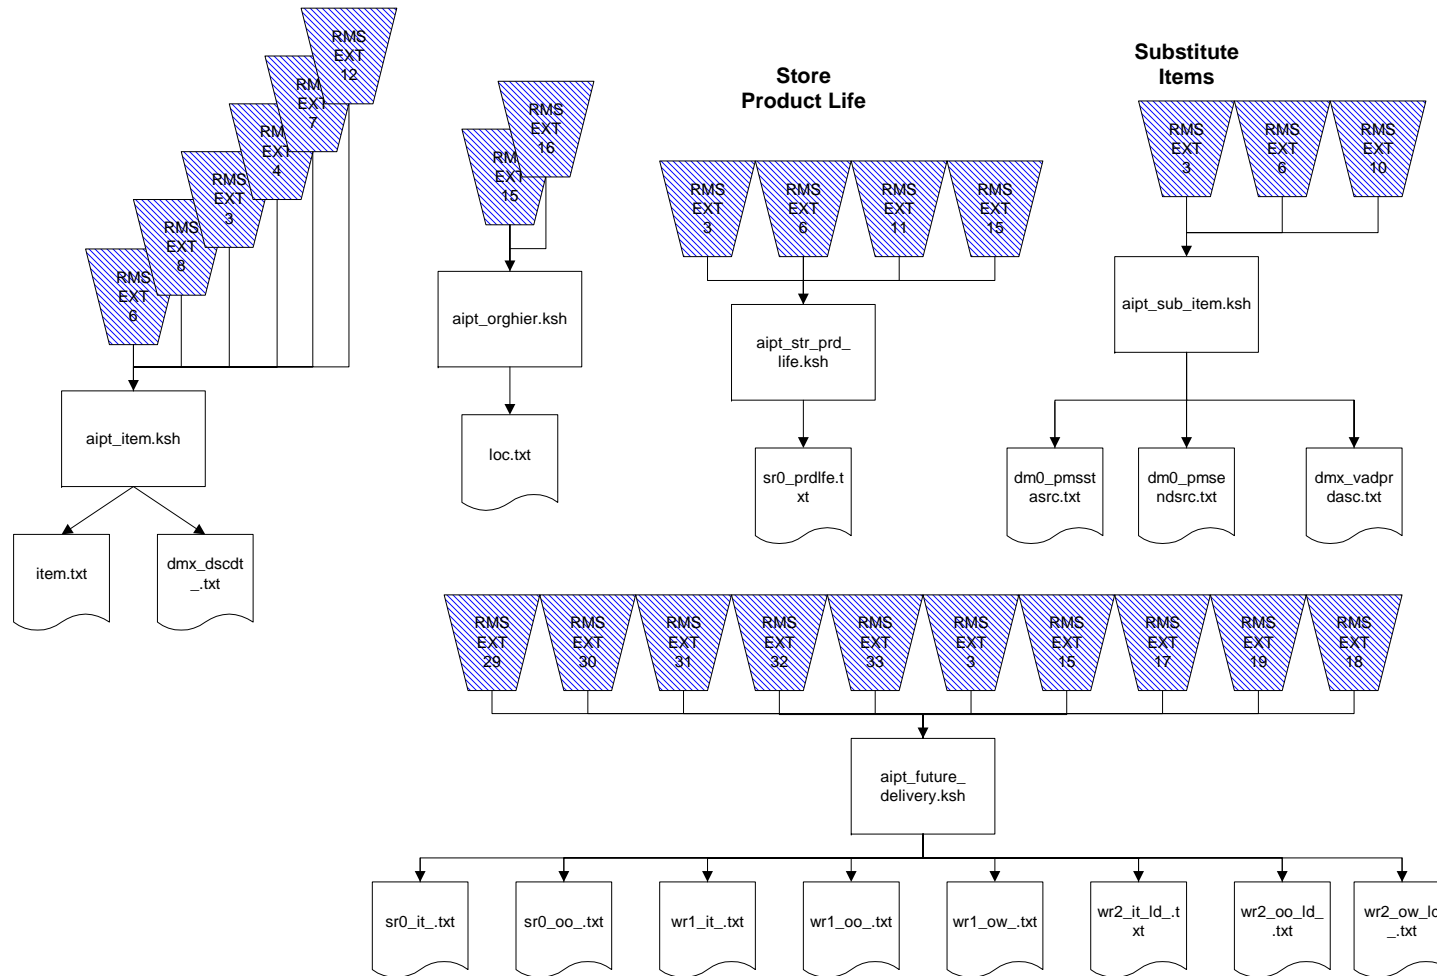 RMS
EXT
12
RM
EXT
7
RM
EXT
4
RMS
EXT
3
RMS
EXT
8
RMS
EXT
6
aipt_item.ksh
item.txt
dmx_dscdt
_.txt
RMS
EXT
16
RM
EXT
15
aipt_orghier.ksh
loc.txt
Store
Product Life
RMS
EXT
3
RMS
EXT
6
RMS
EXT
11
RMS
EXT
15
aipt_str_prd_
life.ksh
sr0_prdlfe.t
xt
Substitute
Items
RMS
EXT
3
RMS
EXT
6
RMS
EXT
10
aipt_sub_item.ksh
dm0_pmsst
asrc.txt
dm0_pmse
ndsrc.txt
dmx_vadpr
dasc.txt
RMS
EXT
29
RMS
EXT
30
RMS
EXT
31
RMS
EXT
32
RMS
EXT
33
RMS
EXT
3
RMS
EXT
15
RMS
EXT
17
RMS
EXT
19
RMS
EXT
18
aipt_future_
delivery.ksh
sr0_it_.txt
sr0_oo_.txt
wr1_it_.txt
wr1_oo_.txt
wr1_ow_.txt
wr2_it_ld_.t
xt
wr2_oo_ld_
.txt
wr2_ow_ld
_.txt